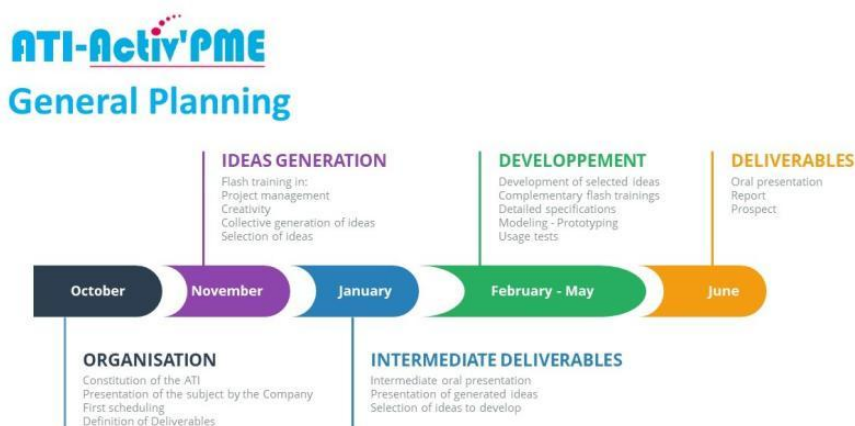 ATI-Activ'PME
General Planning
IDEAS GENERATION
Flash training in:
Project management
Creativity
Collective generation of ideas
Selection of ideas
DEVELOPPEMENT
Development of selected ideas
Complementary flash trainings
Detailed specifications
Modeling - Prototyping
Usage tests
DELIVERABLES
Oral presentation
Report
Prospect
October
November
January
February - May
June
ORGANISATION
Constitution of the ATI
Presentation of the subject by the Company
First scheduling
Definition of Deliverables
INTERMEDIATE DELIVERABLES
Intermediate oral presentation
Presentation of generated ideas
Selection of ideas to develop